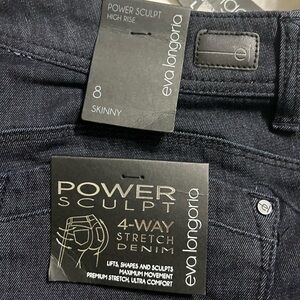 POWER SCULPT
HIGH RISE
8
SKINNY
eva longoria
POWER
SCULPT
4-WAY
STRETCH
DENIM
LIFTS, SHAPES AND SCULPTS
MAXIMUM MOVEMENT
PREMIUM STRETCH, ULTRA COMFORT
eva longoria